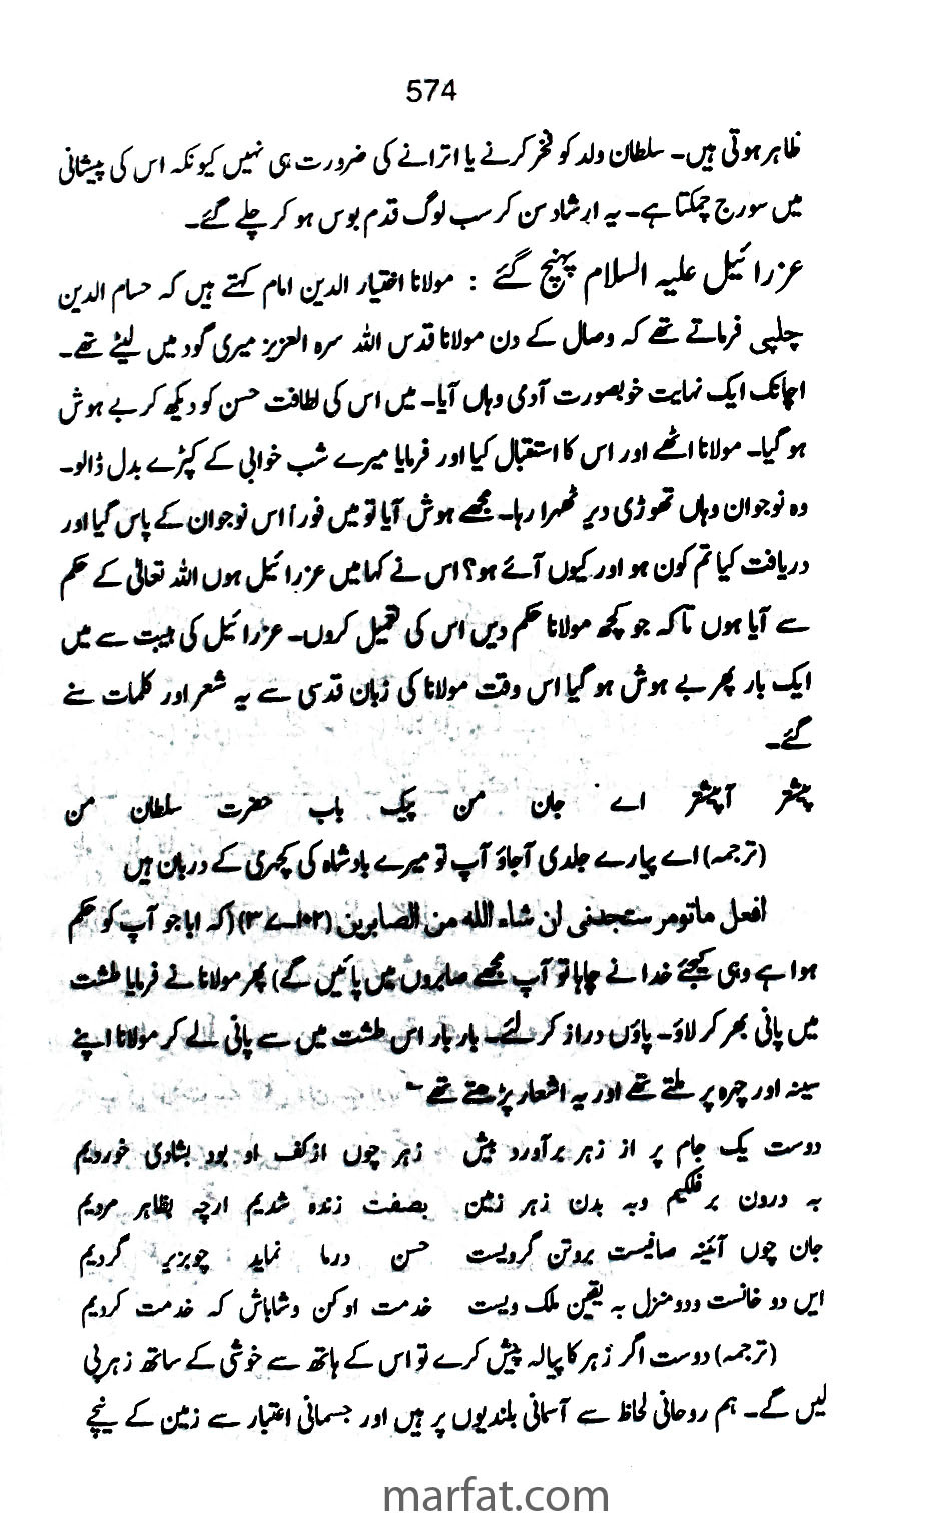 574
ظاہر ہوتی ہیں۔ سلطان ولد کو فخر کرنے یا اترانے کی ضرورت ہی نہیں کیونکہ اس کی پیشانی
میں سورج چمکتا ہے۔ یہ ارشاد سن کر سب لوگ قدم بوس ہو کر چلے گئے۔
عزرائیل علیہ السلام پہنچ گئے : مولانا اختیار الدین امام کہتے ہیں کہ حسام الدین
چلپی فرماتے تھے کہ وصال کے دن مولانا قدس اللہ سرہ العزیز میری گود میں لیٹے تھے۔
اچانک ایک نہایت خوبصورت آدمی وہاں آیا۔ میں اس کی لطافت حسن کو دیکھ کر بے ہوش
ہو گیا۔ مولانا اٹھے اور اس کا استقبال کیا اور فرمایا میرے شب خوابی کے کپڑے بدل ڈالو۔
وہ نوجوان وہاں تھوڑی دیر ٹھہرا رہا۔ مجھے ہوش آیا تو میں فوراً اس نوجوان کے پاس گیا اور
دریافت کیا تم کون ہو اور کیوں آئے ہو؟ اس نے کہا میں عزرائیل ہوں اللہ تعالیٰ کے حکم
سے آیا ہوں تاکہ جو کچھ مولانا حکم دیں اس کی تعمیل کروں۔ عزرائیل کی ہیبت سے میں
ایک بار پھر بے ہوش ہو گیا اس وقت مولانا کی زبان قدسی سے یہ شعر اور کلمات سنے
گئے۔
پیشتر آپیشتر اے جان من پیک باب حضرت سلطان من
(ترجمہ) اے پیارے جلدی آجاؤ آپ تو میرے بادشاہ کی کچہری کے دربان ہیں
افعل ماتومر ستجدنی ان شاء اللہ من الصابرین (۱۰۲۔۳۷) (کہ ابا جو آپ کو حکم
ہوا ہے وہی کیجئے خدا نے چاہا تو آپ مجھے صابروں میں پائیں گے) پھر مولانا نے فرمایا طشت
میں پانی بھر کر لاؤ۔ پاؤں دراز کر لئے۔ بار بار اس طشت میں سے پانی لے کر مولانا اپنے
سینہ اور چہرہ پر ملتے تھے اور یہ اشعار پڑھتے تھے ؎
دوست یک جام پر از زہر برآورد بیش زہر چوں ازکف او بود بشادی خوردیم
بہ درون بر فلکیم وبہ بدن زہر زمین بصفت زندہ شدیم ارچہ بظاہر مردیم
جان چوں آئینہ صافیست بروتن گردیست حسن درما نماید چوبزیر گردیم
ایں دو خانست ودومنزل بہ یقین ملک ویست خدمت اوکن وشاباش کہ خدمت کردیم
(ترجمہ) دوست اگر زہر کا پیالہ پیش کرے تو اس کے ہاتھ سے خوشی کے ساتھ زہر پی
لیں گے۔ ہم روحانی لحاظ سے آسمانی بلندیوں پر ہیں اور جسمانی اعتبار سے زمین کے نیچے
marfat.com